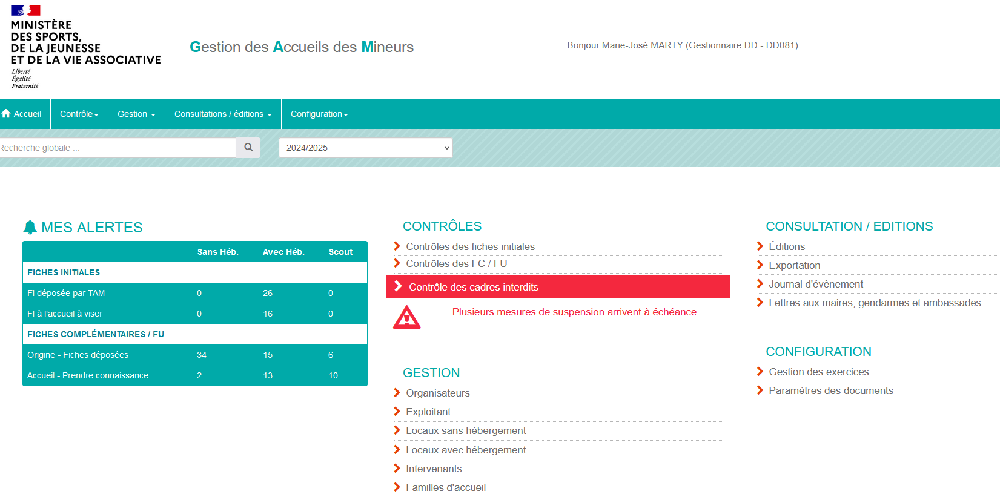 MINISTÈRE
DES SPORTS,
DE LA JEUNESSE
ET DE LA VIE ASSOCIATIVE
Liberté
Égalité
Fraternité
Gestion des Accueils des Mineurs
Bonjour Marie-José MARTY (Gestionnaire DD - DD081)
Accueil
Contrôle
Gestion
Consultations / éditions
Configuration
Recherche globale ...
2024/2025
MES ALERTES
Sans Héb. Avec Héb. Scout
FICHES INITIALES
FI déposée par TAM 0 26 0
FI à l'accueil à viser 0 16 0
FICHES COMPLÉMENTAIRES / FU
Origine - Fiches déposées 34 15 6
Accueil - Prendre connaissance 2 13 10
CONTRÔLES
Contrôles des fiches initiales
Contrôles des FC / FU
Contrôle des cadres interdits
Plusieurs mesures de suspension arrivent à échéance
GESTION
Organisateurs
Exploitant
Locaux sans hébergement
Locaux avec hébergement
Intervenants
Familles d'accueil
CONSULTATION / EDITIONS
Éditions
Exportation
Journal d'évènement
Lettres aux maires, gendarmes et ambassades
CONFIGURATION
Gestion des exercices
Paramètres des documents